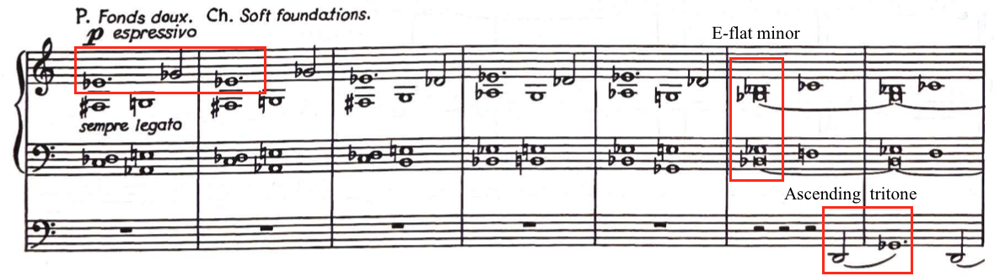 P. Fonds doux. Ch. Soft foundations.
p espressivo
E-flat minor
sempre legato
Ascending tritone